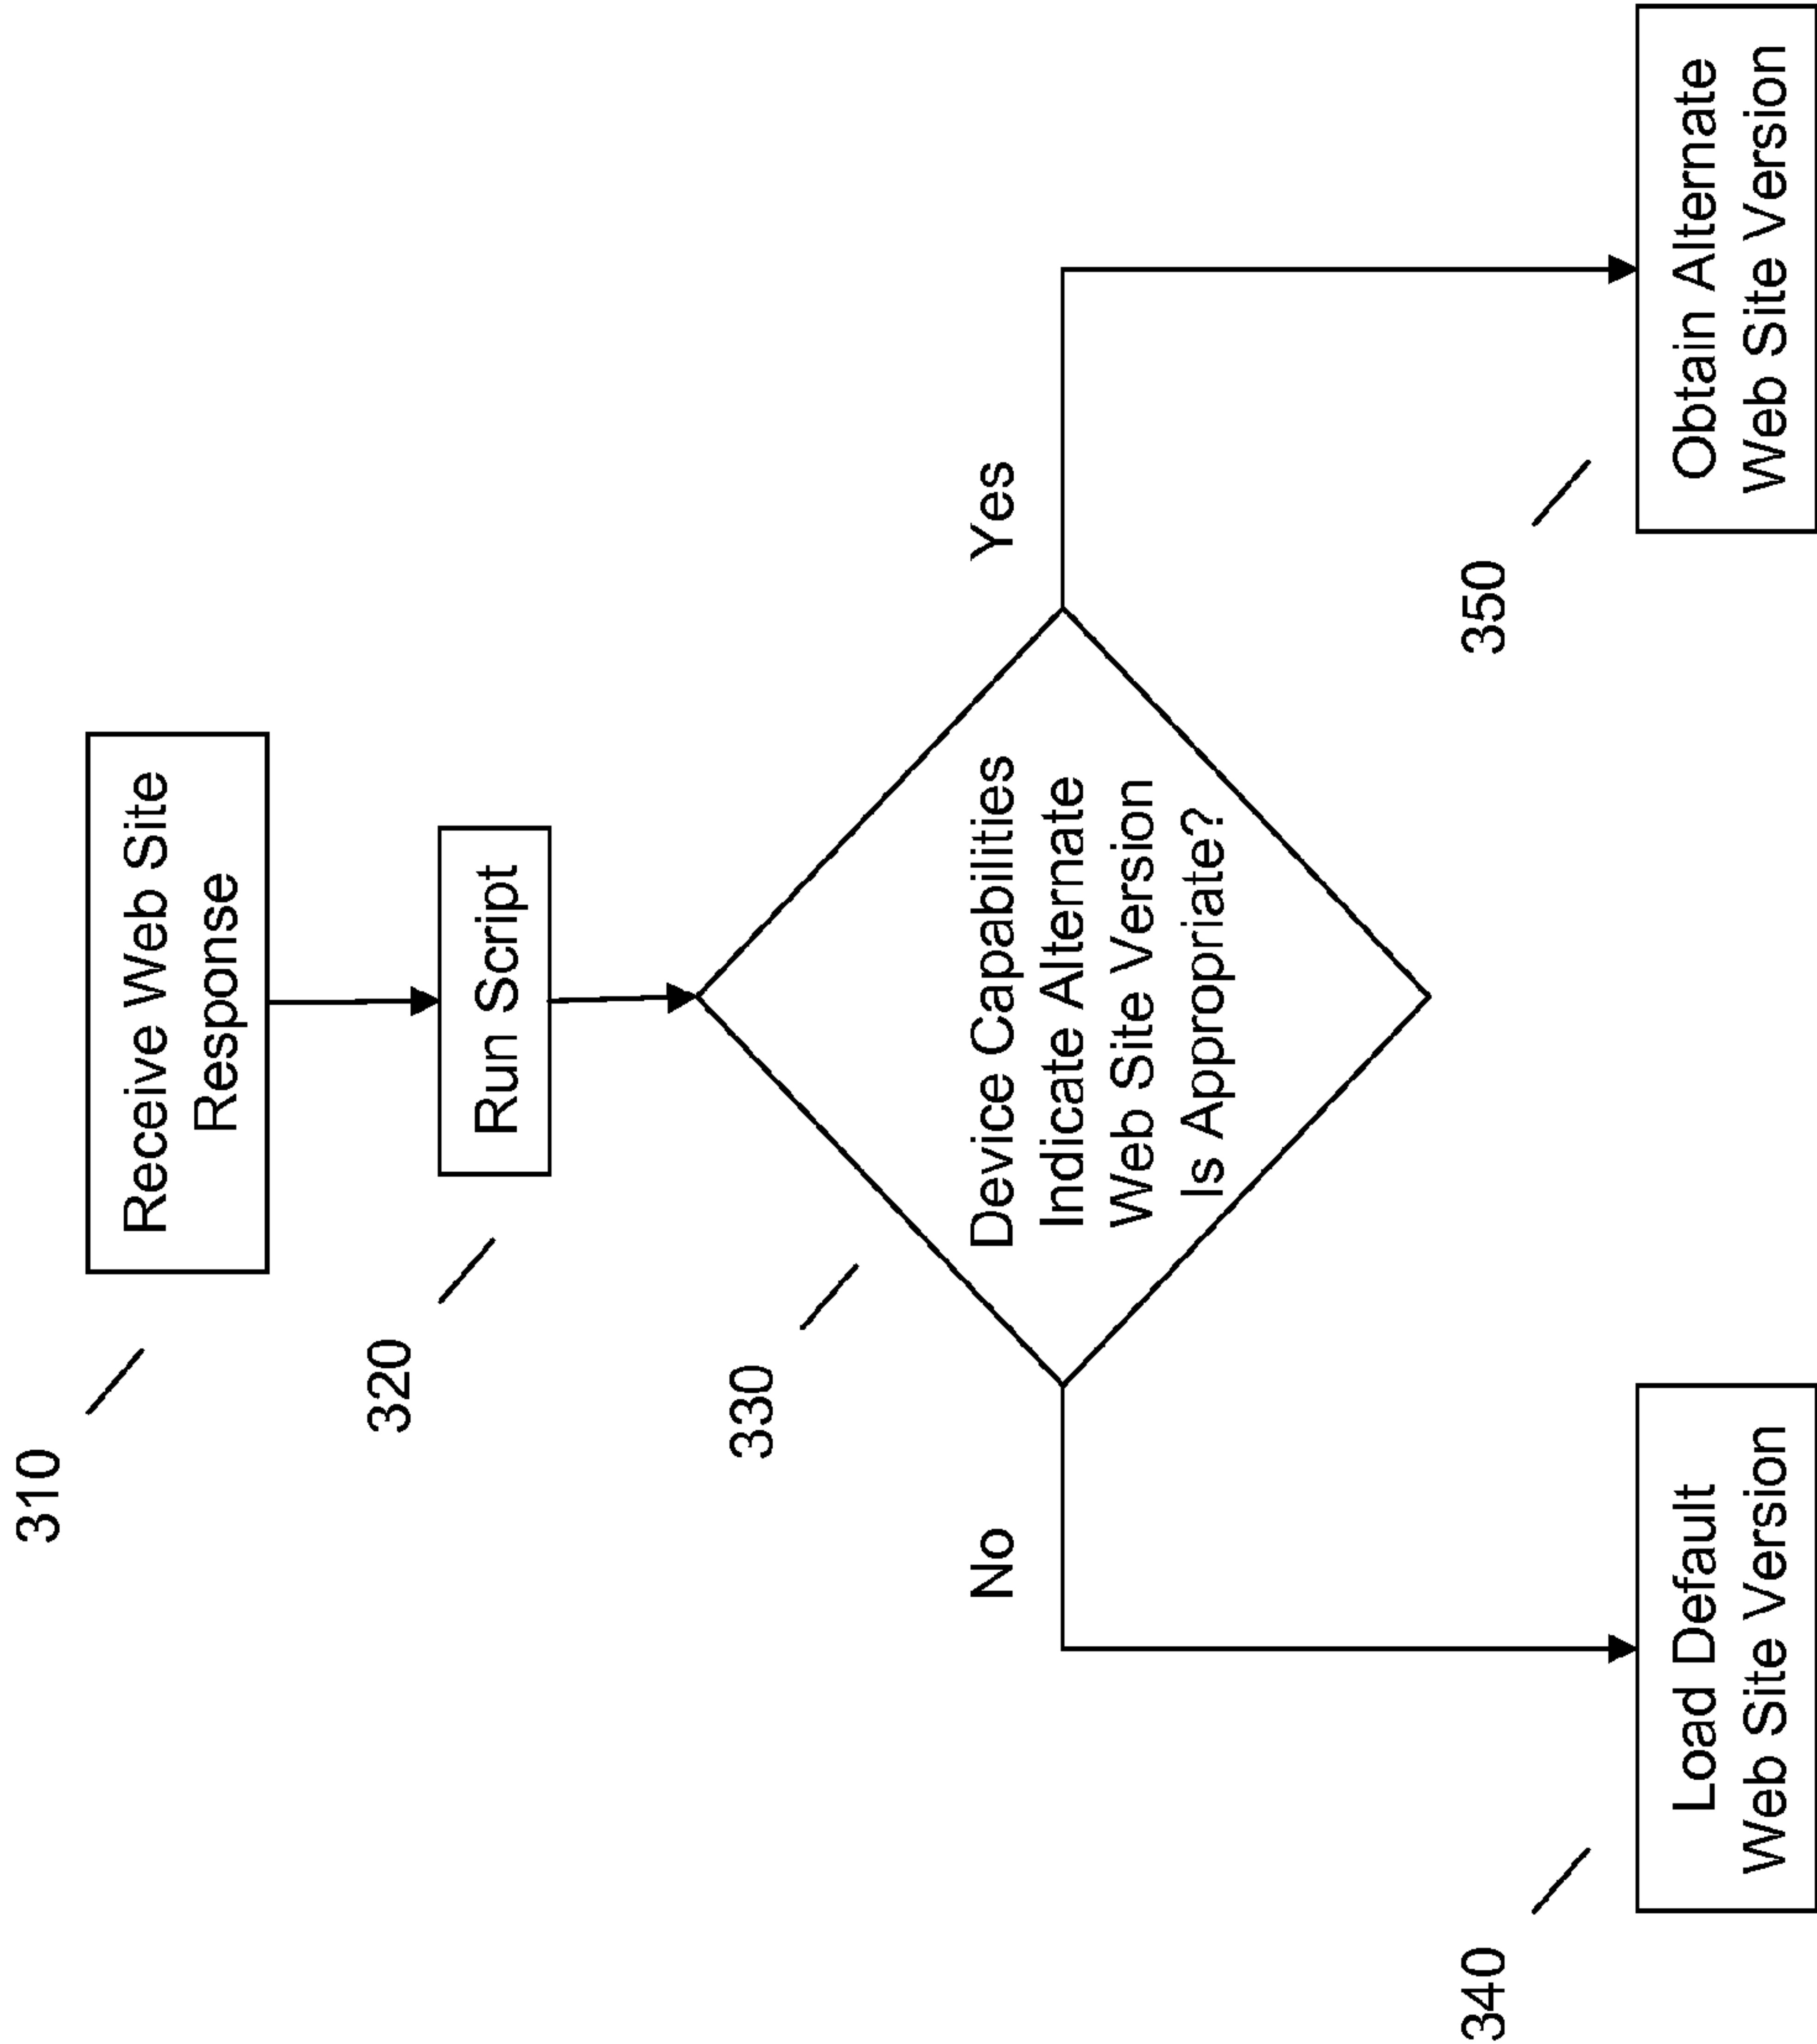 310
Receive Web Site
Response
320
Run Script
330
Device Capabilities
Indicate Alternate
Web Site Version
Is Appropriate?
No
Yes
340
Load Default
Web Site Version
350
Obtain Alternate
Web Site Version